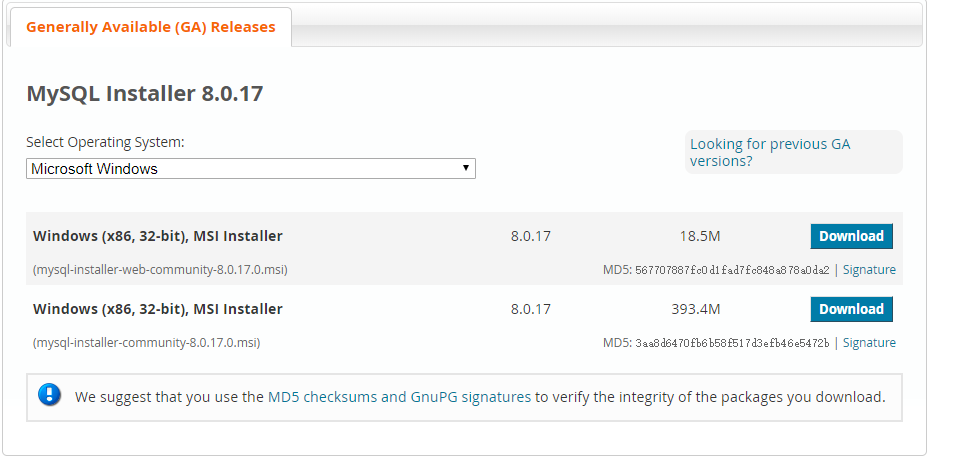 Generally Available (GA) Releases
MySQL Installer 8.0.17
Select Operating System:
Looking for previous GA
versions?
Microsoft Windows
Windows (x86, 32-bit), MSI Installer 8.0.17 18.5M Download
(mysql-installer-web-community-8.0.17.0.msi) MD5: 567707887fc0d1fad7fc848a878a0da2 | Signature
Windows (x86, 32-bit), MSI Installer 8.0.17 393.4M Download
(mysql-installer-community-8.0.17.0.msi) MD5: 3aa8d6470fb6b58f517d3efb46e5472b | Signature
We suggest that you use the MD5 checksums and GnuPG signatures to verify the integrity of the packages you download.